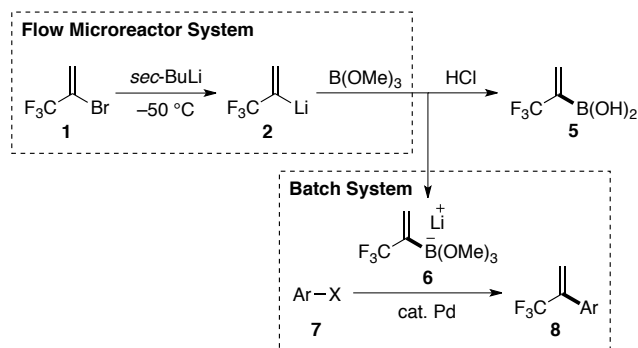 Flow Microreactor System
sec-BuLi
B(OMe)3
HCl
F3C
Br
–50 °C
F3C
Li
F3C
B(OH)2
1
2
5
Batch System
Li
+
F3C
B(OMe)3
–
6
Ar–X
cat. Pd
F3C
Ar
7
8